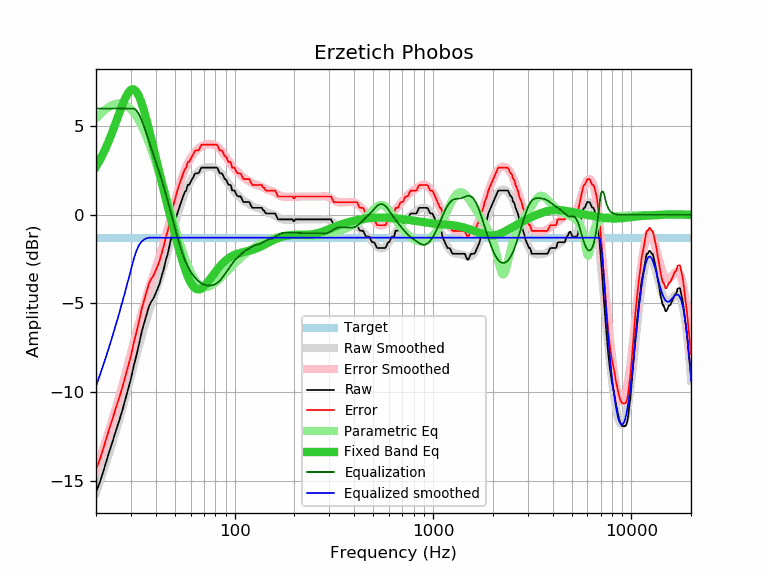 Erzetich Phobos
Amplitude (dBr)
5
0
−5
−10
−15
Target
Raw Smoothed
Error Smoothed
Raw
Error
Parametric Eq
Fixed Band Eq
Equalization
Equalized smoothed
100
1000
10000
Frequency (Hz)